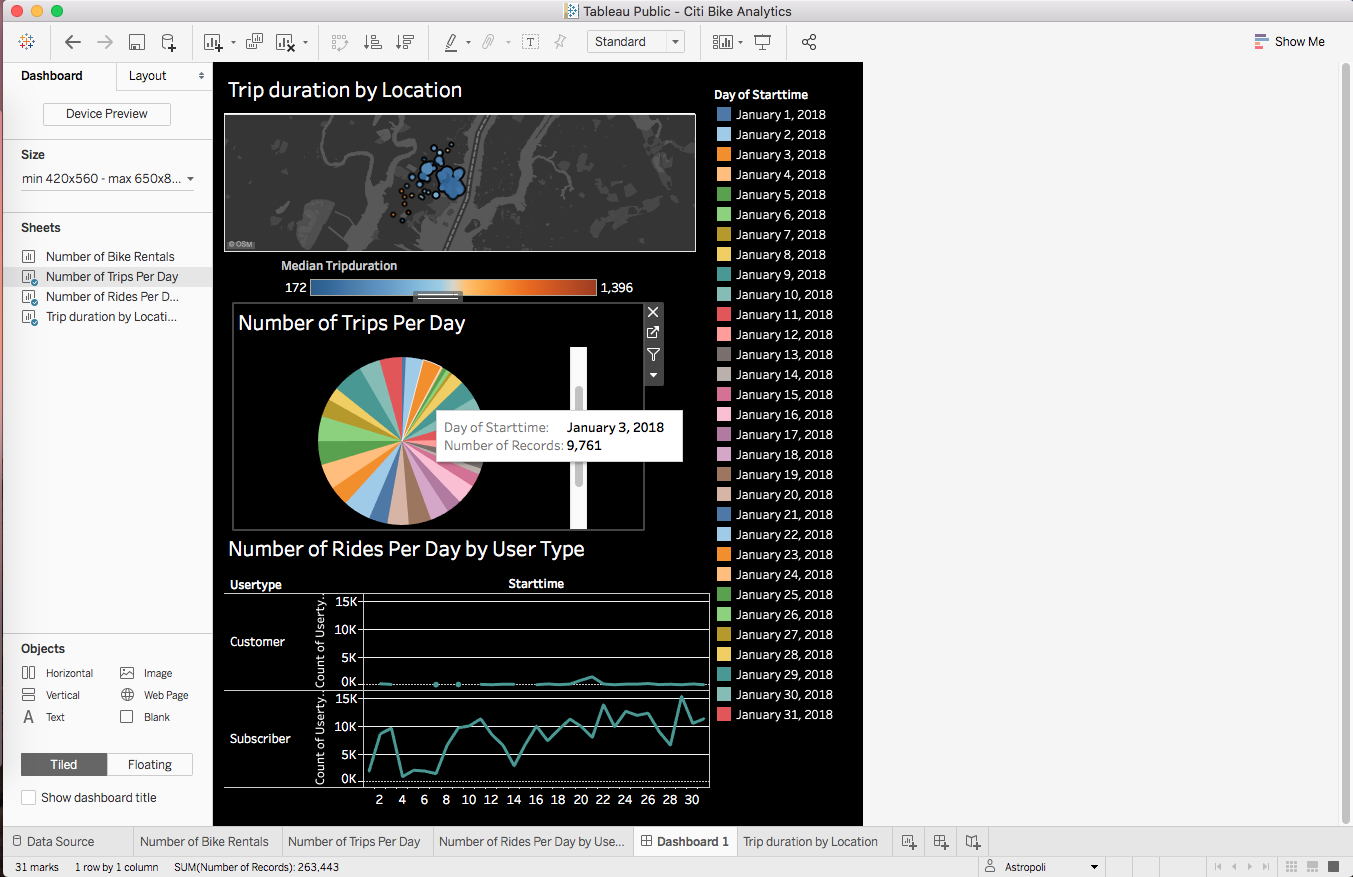 Tableau Public - Citi Bike Analytics
Standard
Show Me
Dashboard
Layout
Device Preview
Size
min 420x560 - max 650x8...
Sheets
Number of Bike Rentals
Number of Trips Per Day
Number of Rides Per D...
Trip duration by Locati...
Objects
Horizontal
Image
Vertical
Web Page
A Text
Blank
Tiled
Floating
Show dashboard title
Trip duration by Location
© OSM
Median Tripduration
172
1,396
Number of Trips Per Day
Day of Starttime: January 3, 2018
Number of Records: 9,761
Number of Rides Per Day by User Type
Usertype
Starttime
Customer
Count of Userty..
15K
10K
5K
0K
Subscriber
Count of Userty..
15K
10K
5K
0K
2 4 6 8 10 12 14 16 18 20 22 24 26 28 30
Day of Starttime
January 1, 2018
January 2, 2018
January 3, 2018
January 4, 2018
January 5, 2018
January 6, 2018
January 7, 2018
January 8, 2018
January 9, 2018
January 10, 2018
January 11, 2018
January 12, 2018
January 13, 2018
January 14, 2018
January 15, 2018
January 16, 2018
January 17, 2018
January 18, 2018
January 19, 2018
January 20, 2018
January 21, 2018
January 22, 2018
January 23, 2018
January 24, 2018
January 25, 2018
January 26, 2018
January 27, 2018
January 28, 2018
January 29, 2018
January 30, 2018
January 31, 2018
Data Source
Number of Bike Rentals
Number of Trips Per Day
Number of Rides Per Day by Use...
Dashboard 1
Trip duration by Location
31 marks
1 row by 1 column
SUM(Number of Records): 263,443
Astropoli